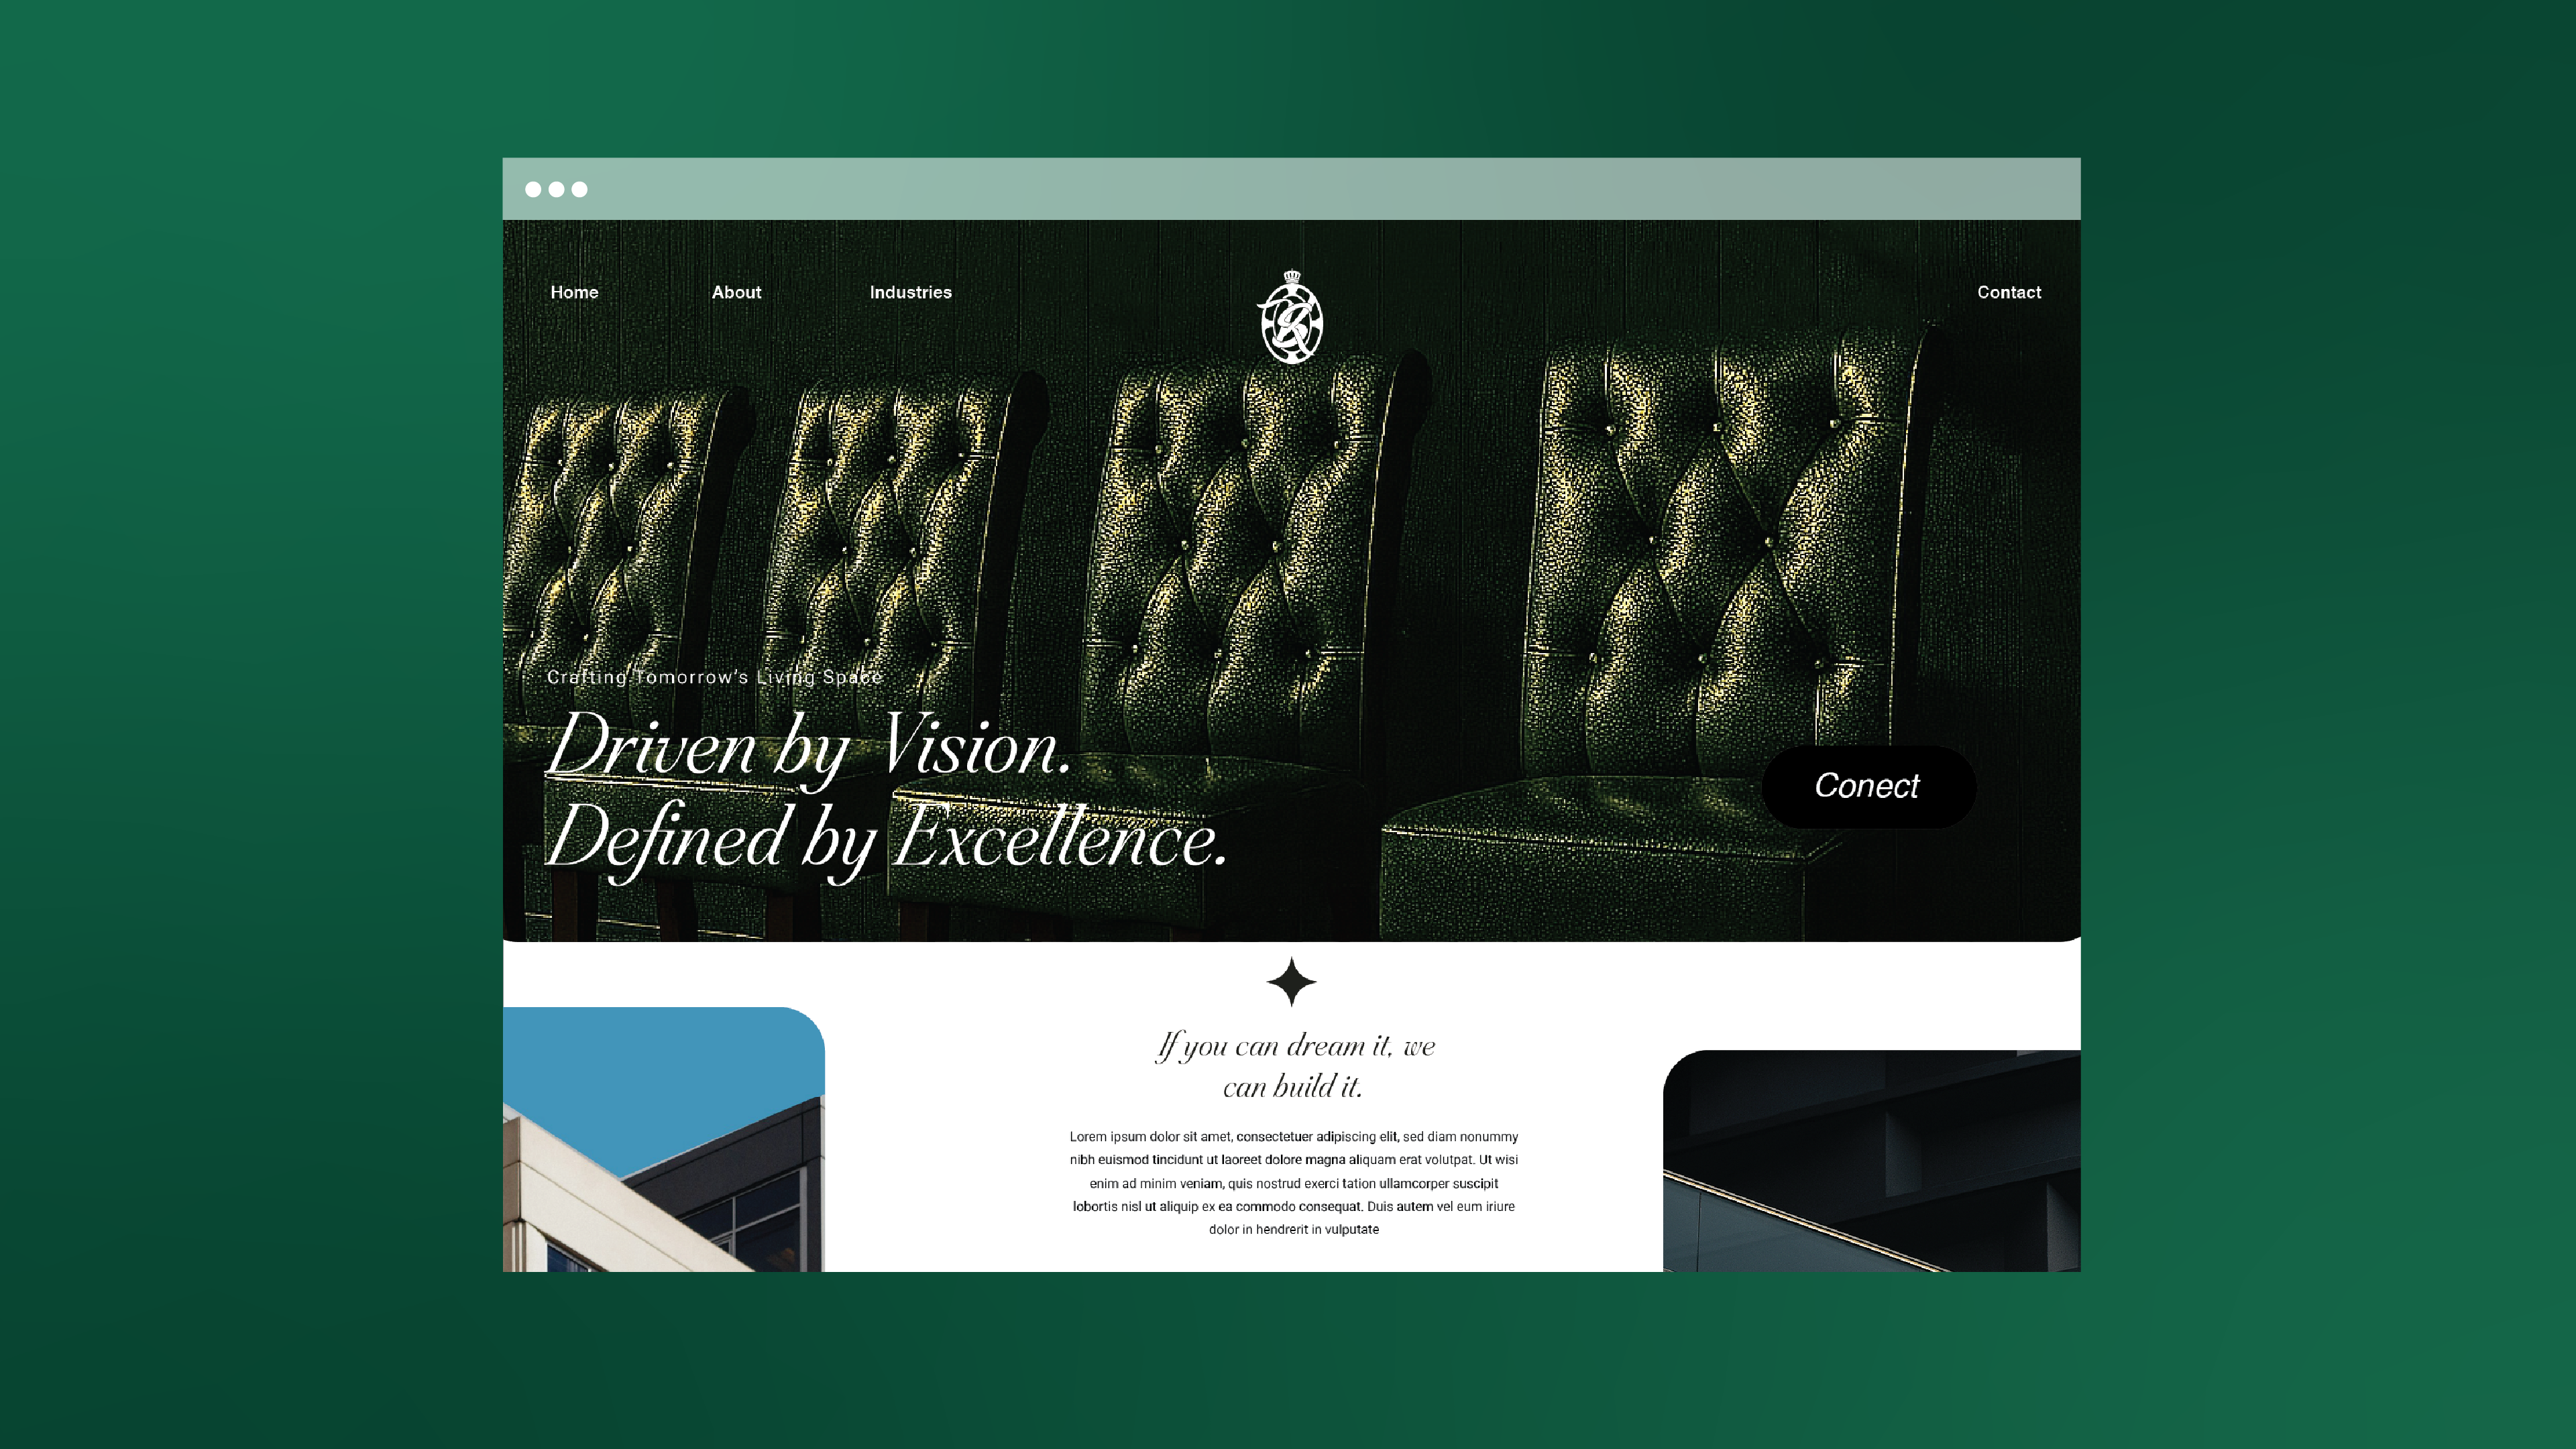 Home About Industries Contact
Crafting Tomorrow's Living Space
Driven by Vision.
Defined by Excellence.
Conect
If you can dream it, we
can build it.
Lorem ipsum dolor sit amet, consectetuer adipiscing elit, sed diam nonummy
nibh euismod tincidunt ut laoreet dolore magna aliquam erat volutpat. Ut wisi
enim ad minim veniam, quis nostrud exerci tation ullamcorper suscipit
lobortis nisl ut aliquip ex ea commodo consequat. Duis autem vel eum iriure
dolor in hendrerit in vulputate